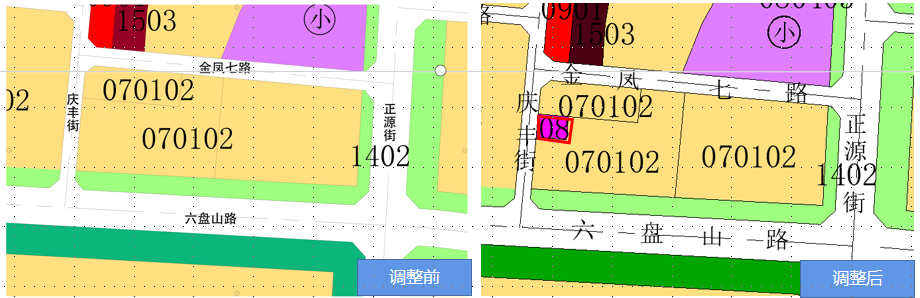 1503
小
金凤七路
02
070102
庆丰街
070102
正源街
1402
六盘山路
调整前
路
0901
1503
小
金凤七路
070102
庆丰街
08
070102
070102
正源街
1402
六盘山路
调整后